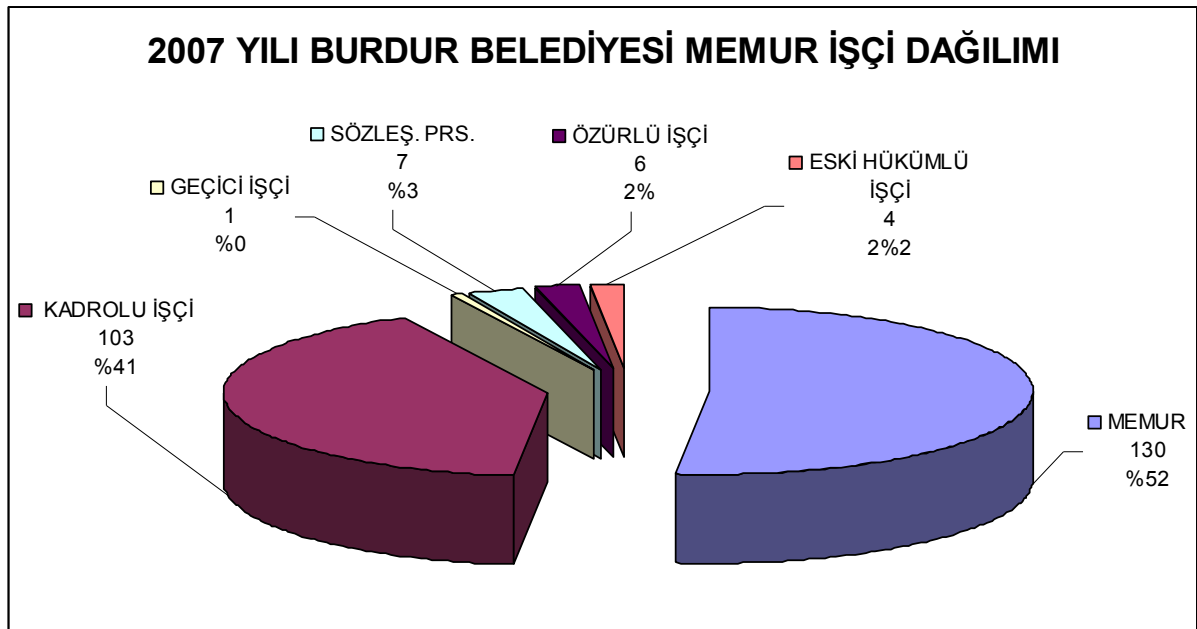 2007 YILI BURDUR BELEDİYESİ MEMUR İŞÇİ DAĞILIMI
SÖZLEŞ. PRS.
7
%3
ÖZÜRLÜ İŞÇİ
6
2%
ESKİ HÜKÜMLÜ
İŞÇİ
4
2%2
GEÇİCİ İŞÇİ
1
%0
KADROLU İŞÇİ
103
%41
MEMUR
130
%52